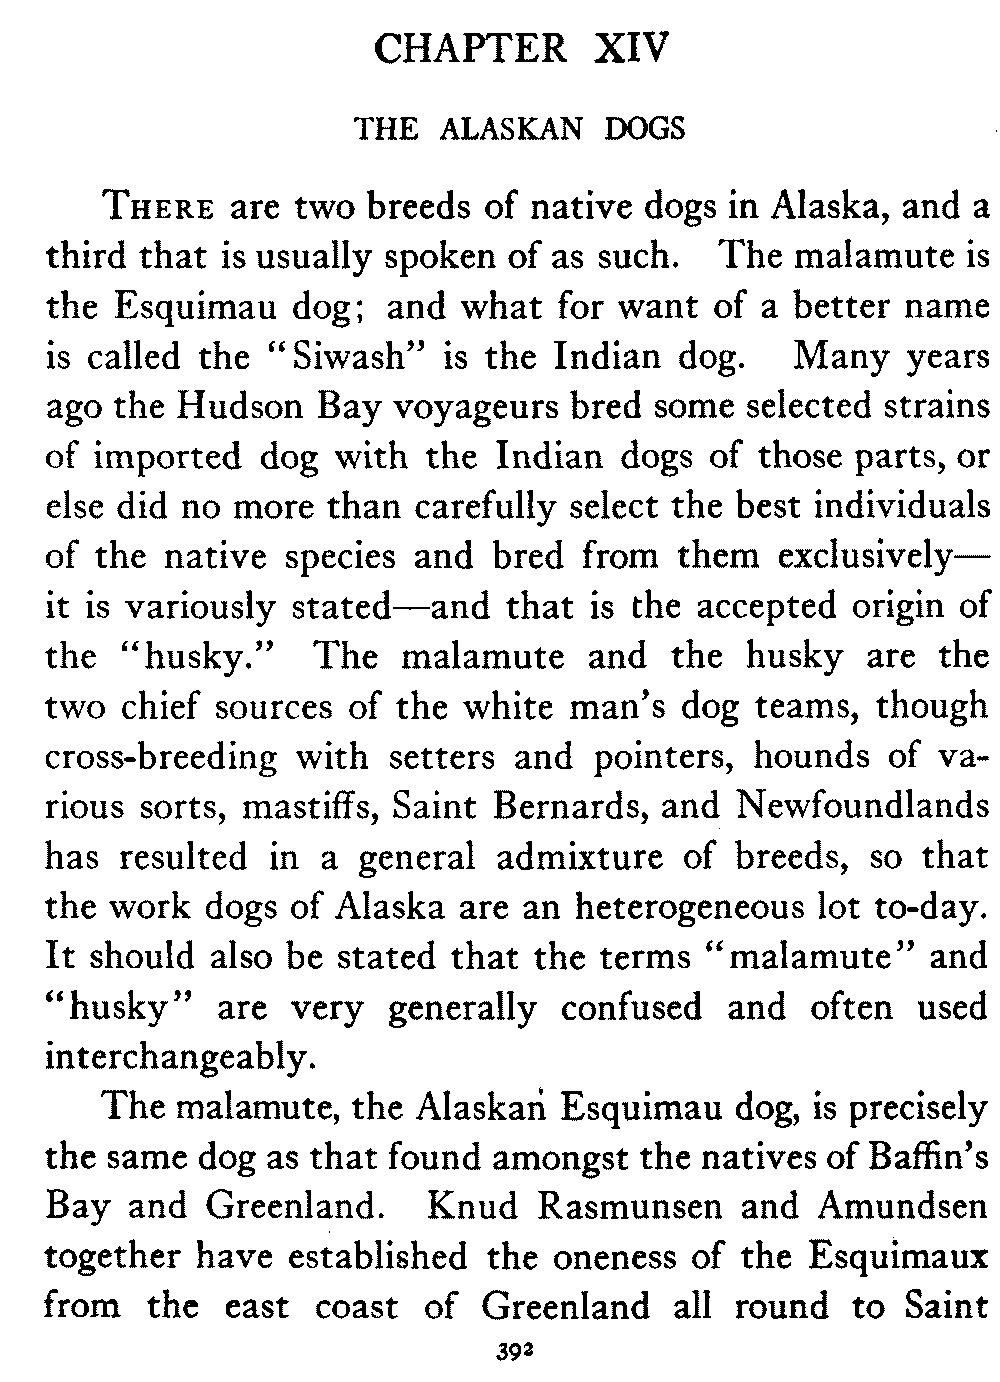 CHAPTER XIV
THE ALASKAN DOGS
THERE are two breeds of native dogs in Alaska, and a
third that is usually spoken of as such. The malamute is
the Esquimau dog; and what for want of a better name
is called the "Siwash" is the Indian dog. Many years
ago the Hudson Bay voyageurs bred some selected strains
of imported dog with the Indian dogs of those parts, or
else did no more than carefully select the best individuals
of the native species and bred from them exclusively—
it is variously stated—and that is the accepted origin of
the "husky." The malamute and the husky are the
two chief sources of the white man's dog teams, though
cross-breeding with setters and pointers, hounds of va-
rious sorts, mastiffs, Saint Bernards, and Newfoundlands
has resulted in a general admixture of breeds, so that
the work dogs of Alaska are an heterogeneous lot to-day.
It should also be stated that the terms "malamute" and
"husky" are very generally confused and often used
interchangeably.
The malamute, the Alaskan Esquimau dog, is precisely
the same dog as that found amongst the natives of Baffin's
Bay and Greenland. Knud Rasmunsen and Amundsen
together have established the oneness of the Esquimaux
from the east coast of Greenland all round to Saint
392